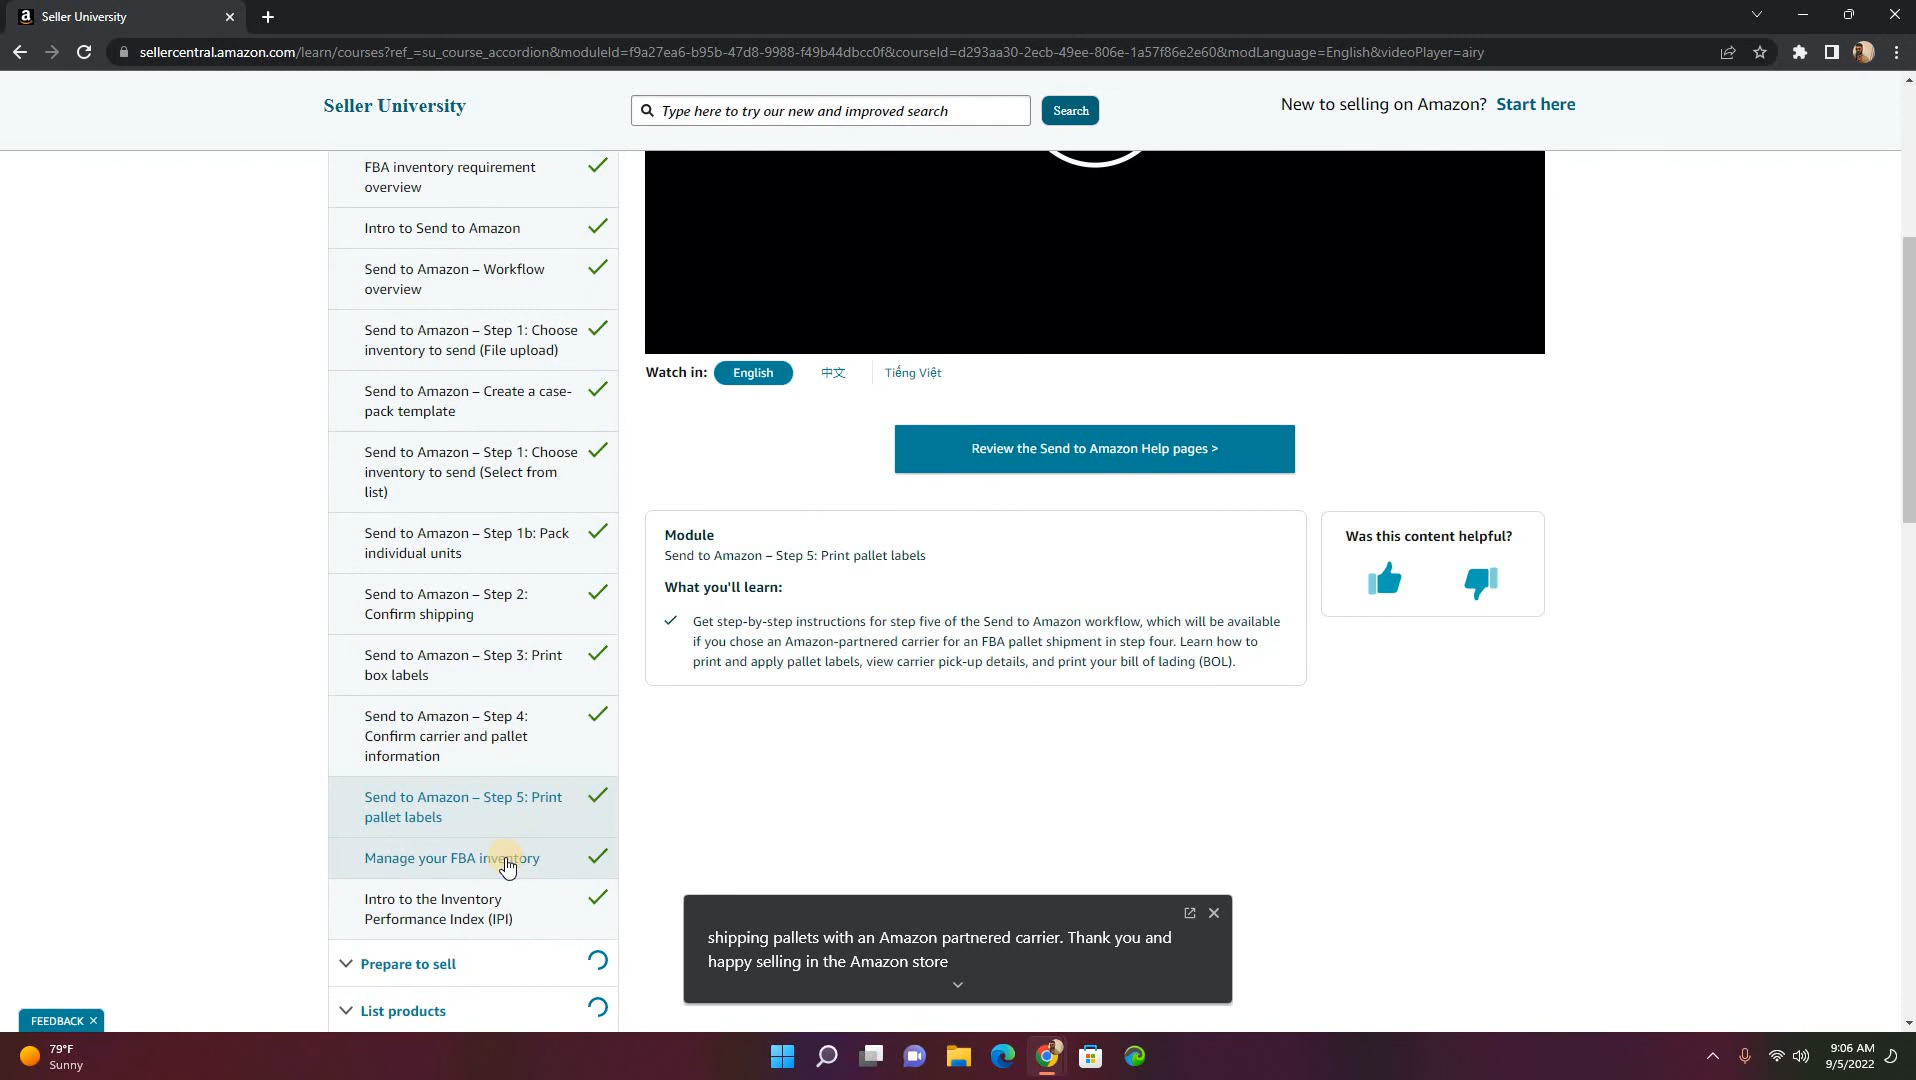 Seller University
sellercentral.amazon.com/learn/courses?ref_=su_course_accordion&moduleId=f9a27ea6-b95b-47d8-9988-f49b44dbcc0f&courseId=d293aa30-2ecb-49ee-806e-1a57f86e2e60&modLanguage=English&videoPlayer=airy
Seller University
Type here to try our new and improved search
Search
New to selling on Amazon? Start here
FBA inventory requirement
overview
Intro to Send to Amazon
Send to Amazon – Workflow
overview
Send to Amazon – Step 1: Choose
inventory to send (File upload)
Send to Amazon – Create a case-
pack template
Send to Amazon – Step 1: Choose
inventory to send (Select from
list)
Send to Amazon – Step 1b: Pack
individual units
Send to Amazon – Step 2:
Confirm shipping
Send to Amazon – Step 3: Print
box labels
Send to Amazon – Step 4:
Confirm carrier and pallet
information
Send to Amazon – Step 5: Print
pallet labels
Manage your FBA inventory
Intro to the Inventory
Performance Index (IPI)
Prepare to sell
List products
Watch in: English 中文 Tiếng Việt
Review the Send to Amazon Help pages >
Module
Send to Amazon – Step 5: Print pallet labels
What you'll learn:
Get step-by-step instructions for step five of the Send to Amazon workflow, which will be available
if you chose an Amazon-partnered carrier for an FBA pallet shipment in step four. Learn how to
print and apply pallet labels, view carrier pick-up details, and print your bill of lading (BOL).
Was this content helpful?
shipping pallets with an Amazon partnered carrier. Thank you and
happy selling in the Amazon store
FEEDBACK
79°F
Sunny
9:06 AM
9/5/2022